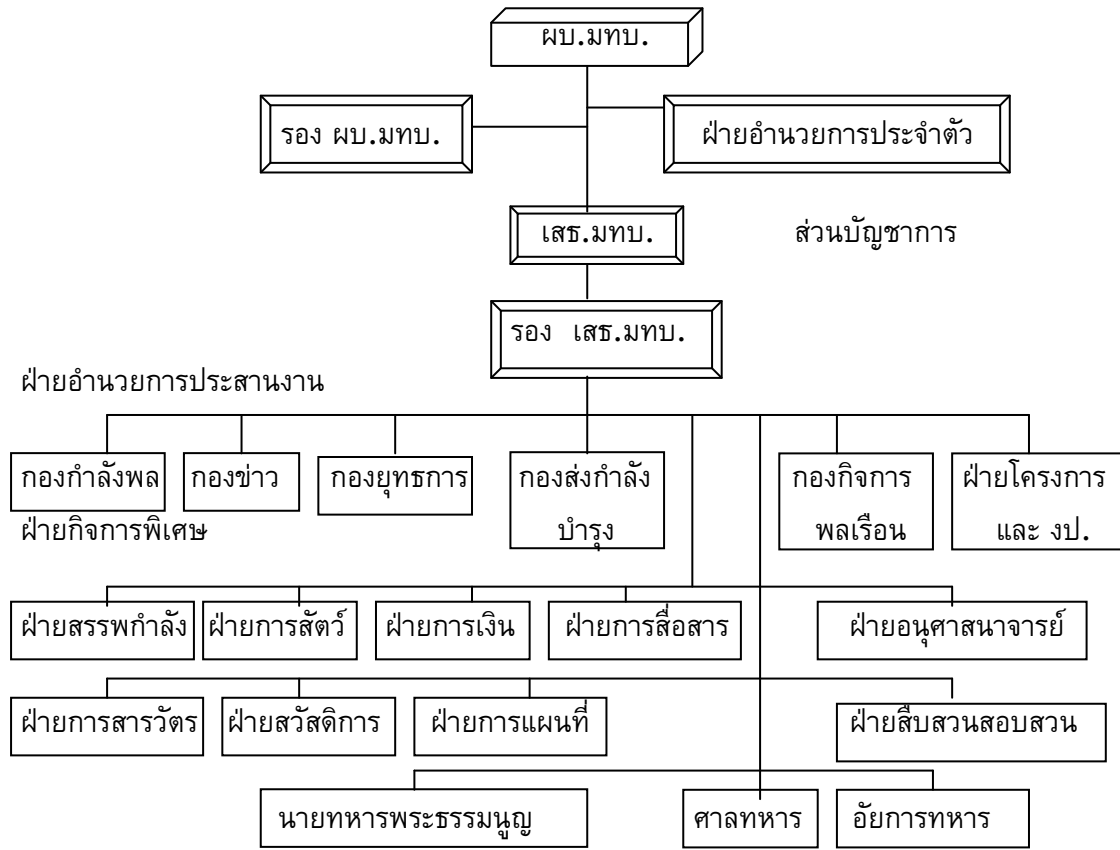 ผบ.มทบ.
รอง ผบ.มทบ.
ฝ่ายอำนวยการประจำตัว
เสธ.มทบ.
ส่วนบัญชาการ
รอง เสธ.มทบ.
ฝ่ายอำนวยการประสานงาน
กองกำลังพล
กองข่าว
กองยุทธการ
กองส่งกำลัง
บำรุง
กองกิจการ
พลเรือน
ฝ่ายโครงการ
และ งป.
ฝ่ายกิจการพิเศษ
ฝ่ายสรรพกำลัง
ฝ่ายการสัตว์
ฝ่ายการเงิน
ฝ่ายการสื่อสาร
ฝ่ายอนุศาสนาจารย์
ฝ่ายการสารวัตร
ฝ่ายสวัสดิการ
ฝ่ายการแผนที่
ฝ่ายสืบสวนสอบสวน
นายทหารพระธรรมนูญ
ศาลทหาร
อัยการทหาร